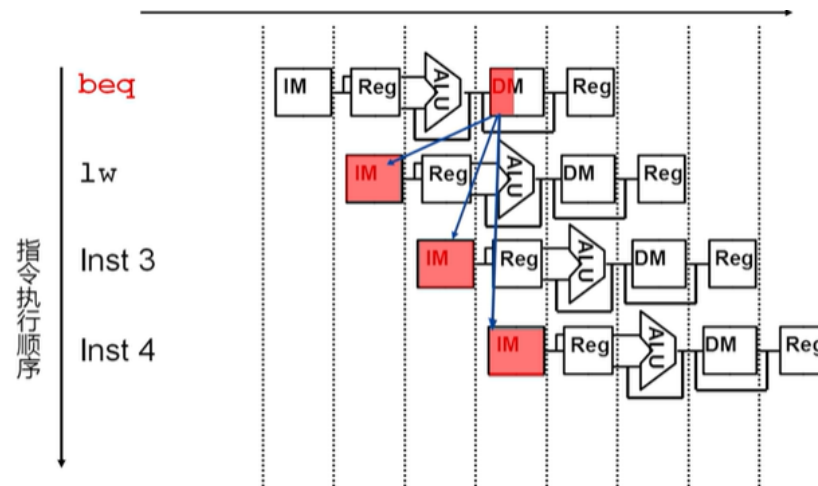 beq IM Reg ALU DM Reg
lw IM Reg ALU DM Reg
Inst 3 IM Reg ALU DM Reg
Inst 4 IM Reg ALU DM Reg
指令执行顺序